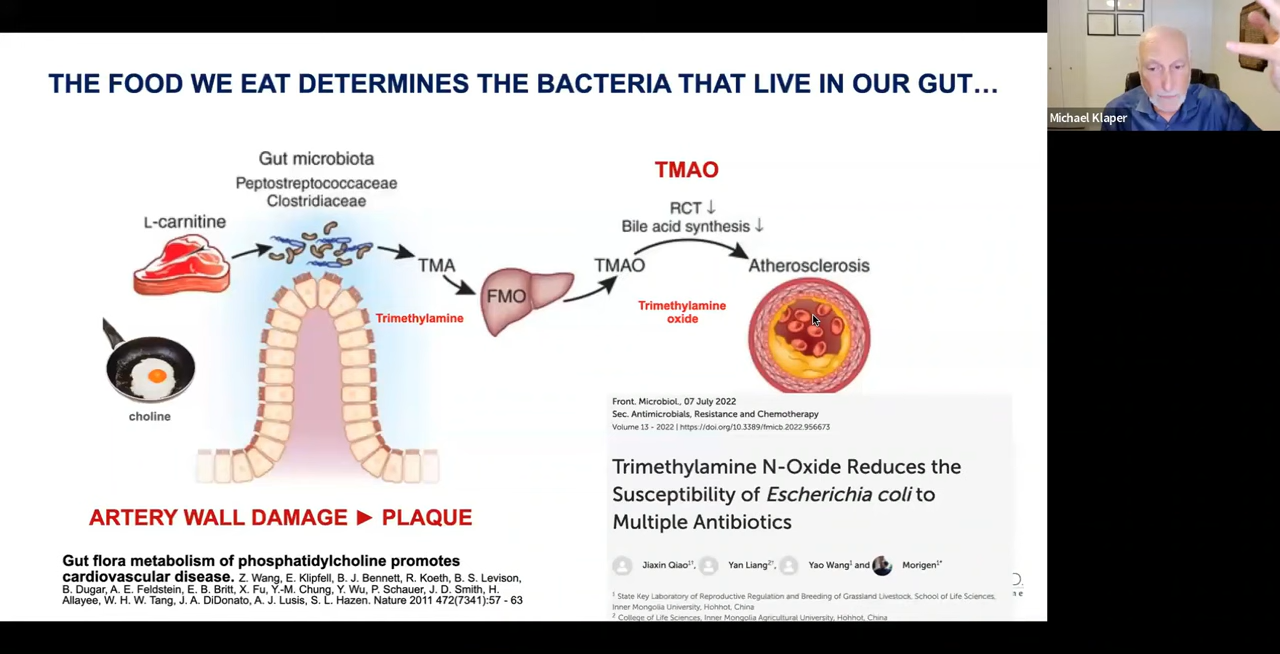 THE FOOD WE EAT DETERMINES THE BACTERIA THAT LIVE IN OUR GUT...
Michael Klaper
Gut microbiota
Peptostreptococcaceae
Clostridiaceae
L-carnitine
TMA
Trimethylamine
FMO
TMAO
RCT ↓
Bile acid synthesis ↓
TMAO
Trimethylamine
oxide
Atherosclerosis
choline
ARTERY WALL DAMAGE ► PLAQUE
Gut flora metabolism of phosphatidylcholine promotes
cardiovascular disease. Z. Wang, E. Klipfell, B. J. Bennett, R. Koeth, B. S. Levison,
B. Dugar, A. E. Feldstein, E. B. Britt, X. Fu, Y.-M. Chung, Y. Wu, P. Schauer, J. D. Smith, H.
Allayee, W. H. W. Tang, J. A. DiDonato, A. J. Lusis, S. L. Hazen. Nature 2011 472(7341):57 - 63
Front. Microbiol., 07 July 2022
Sec. Antimicrobials, Resistance and Chemotherapy
Volume 13 - 2022 | https://doi.org/10.3389/fmicb.2022.956673
Trimethylamine N-Oxide Reduces the
Susceptibility of Escherichia coli to
Multiple Antibiotics
Jiaxin Qiao1† Yan Liang2† Yao Wang1 and Morigen1*
1 State Key Laboratory of Reproductive Regulation and Breeding of Grassland Livestock, School of Life Sciences,
Inner Mongolia University, Hohhot, China
2 College of Life Sciences, Inner Mongolia Agricultural University, Hohhot, China